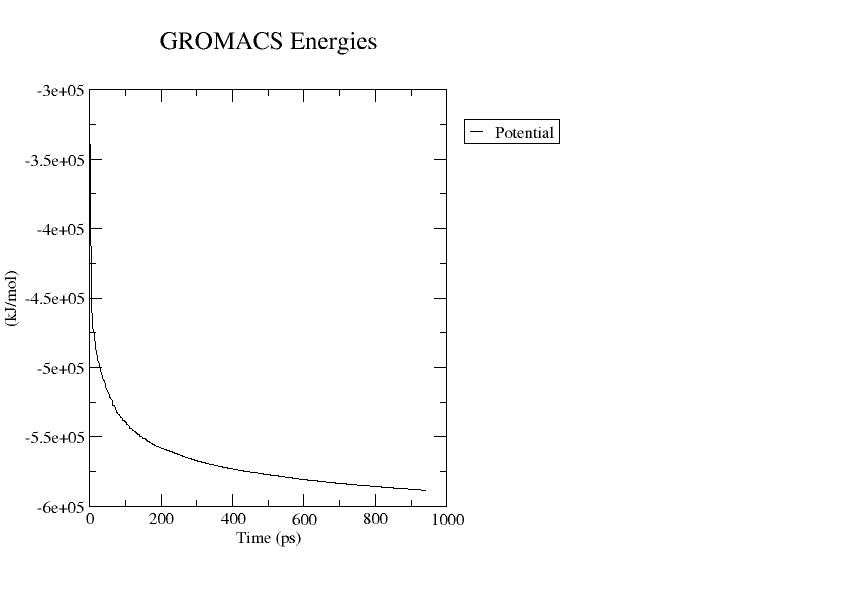 GROMACS Energies
-3e+05
-3.5e+05
-4e+05
-4.5e+05
-5e+05
-5.5e+05
-6e+05
(kJ/mol)
0 200 400 600 800 1000
Time (ps)
Potential